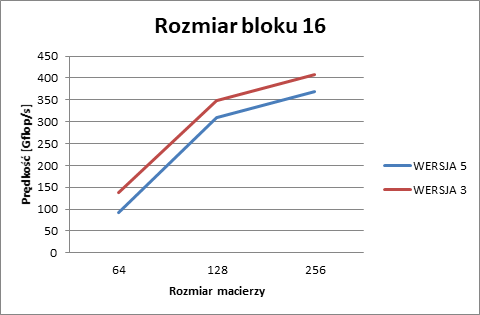 Rozmiar bloku 16
Prędkość [Gflop/s]
450
400
350
300
250
200
150
100
50
0
64 128 256
Rozmiar macierzy
WERSJA 5
WERSJA 3